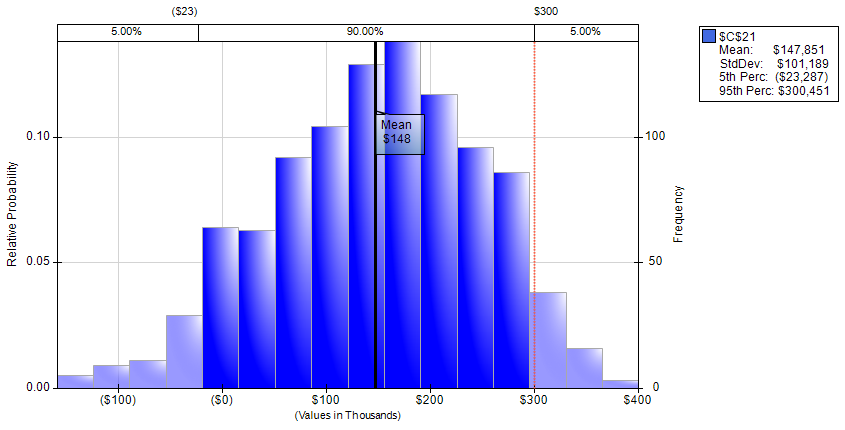 ($23) $300
5.00% 90.00% 5.00%
$C$21
Mean: $147,851
StdDev: $101,189
5th Perc: ($23,287)
95th Perc: $300,451
Mean
$148
0.10 100
0.05 50
0.00 0
Relative Probability
Frequency
($100) ($0) $100 $200 $300 $400
(Values in Thousands)